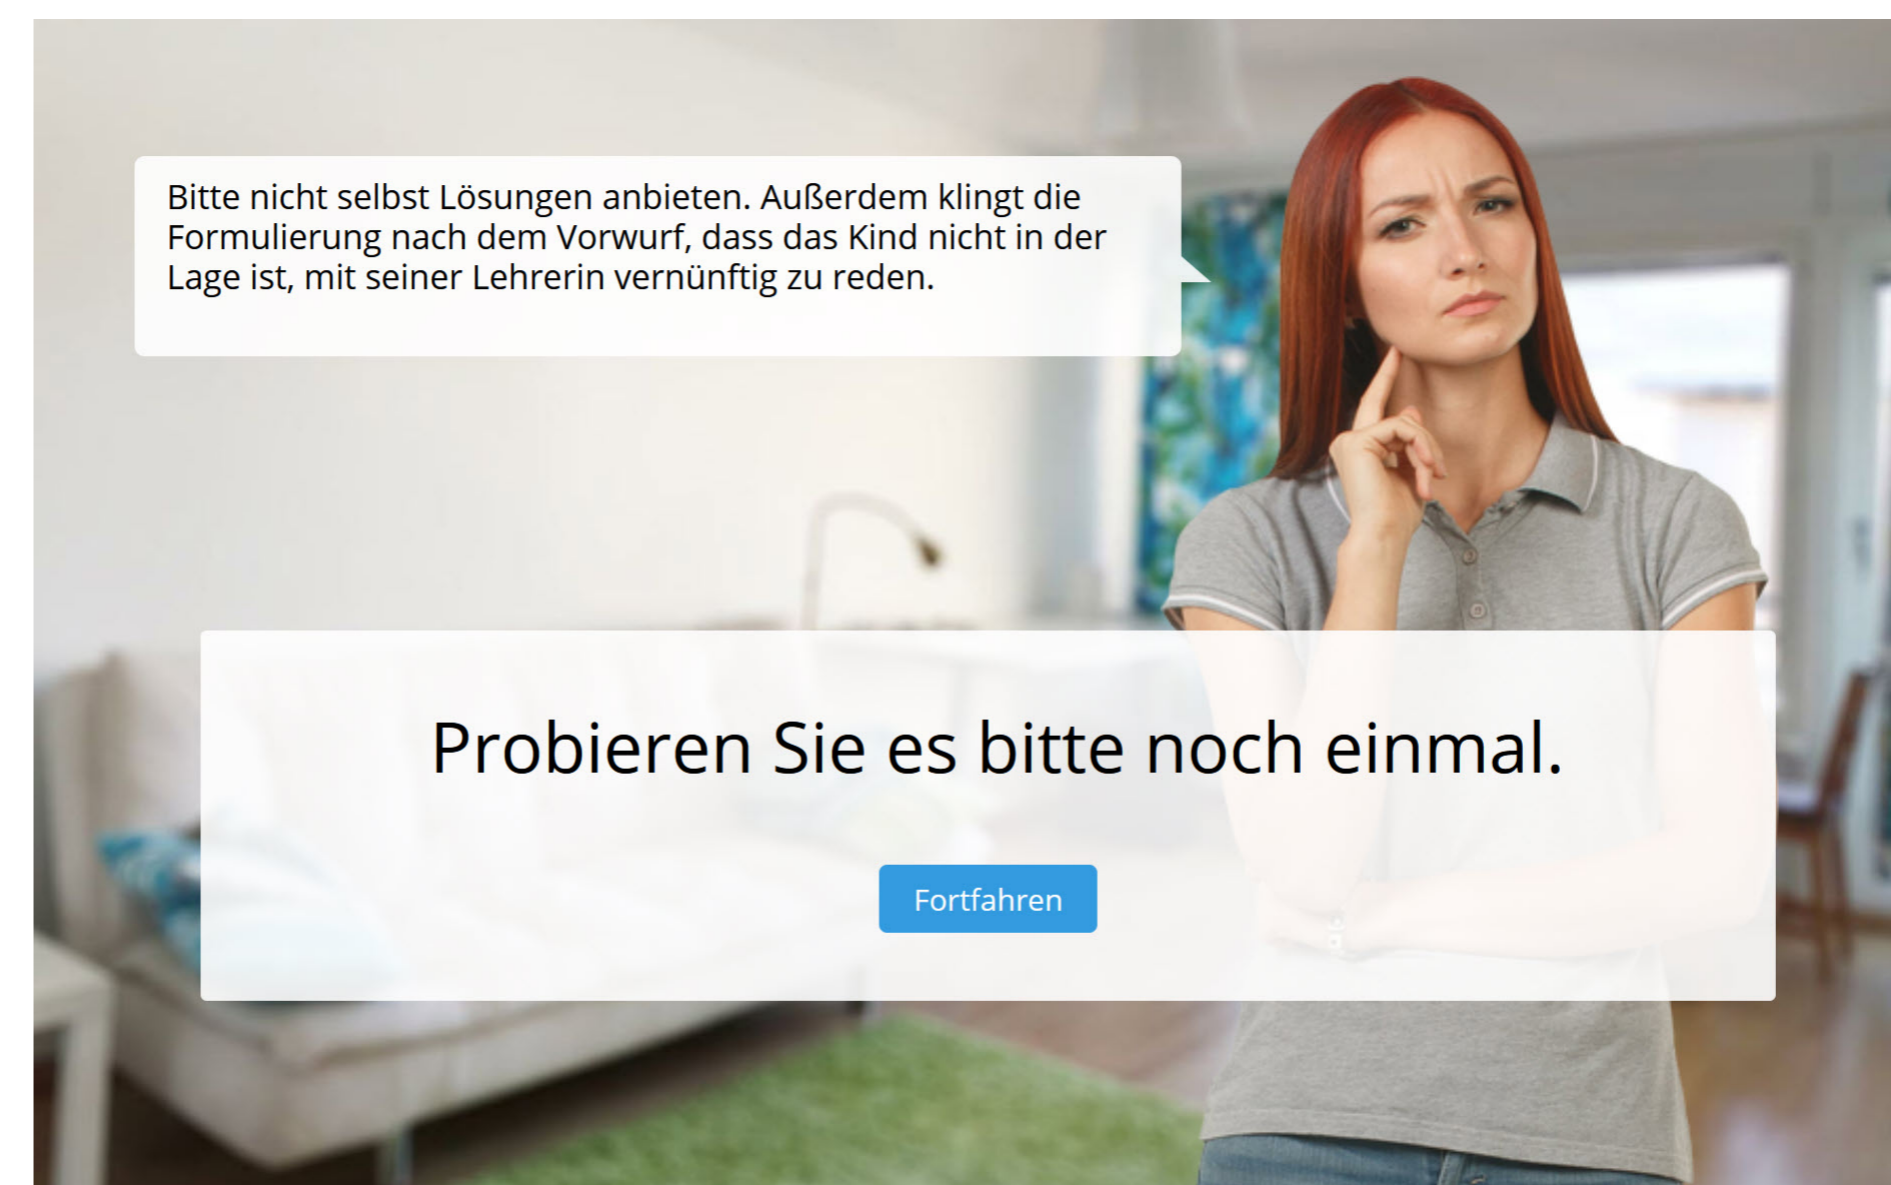 Bitte nicht selbst Lösungen anbieten. Außerdem klingt die
Formulierung nach dem Vorwurf, dass das Kind nicht in der
Lage ist, mit seiner Lehrerin vernünftig zu reden.
Probieren Sie es bitte noch einmal.
Fortfahren